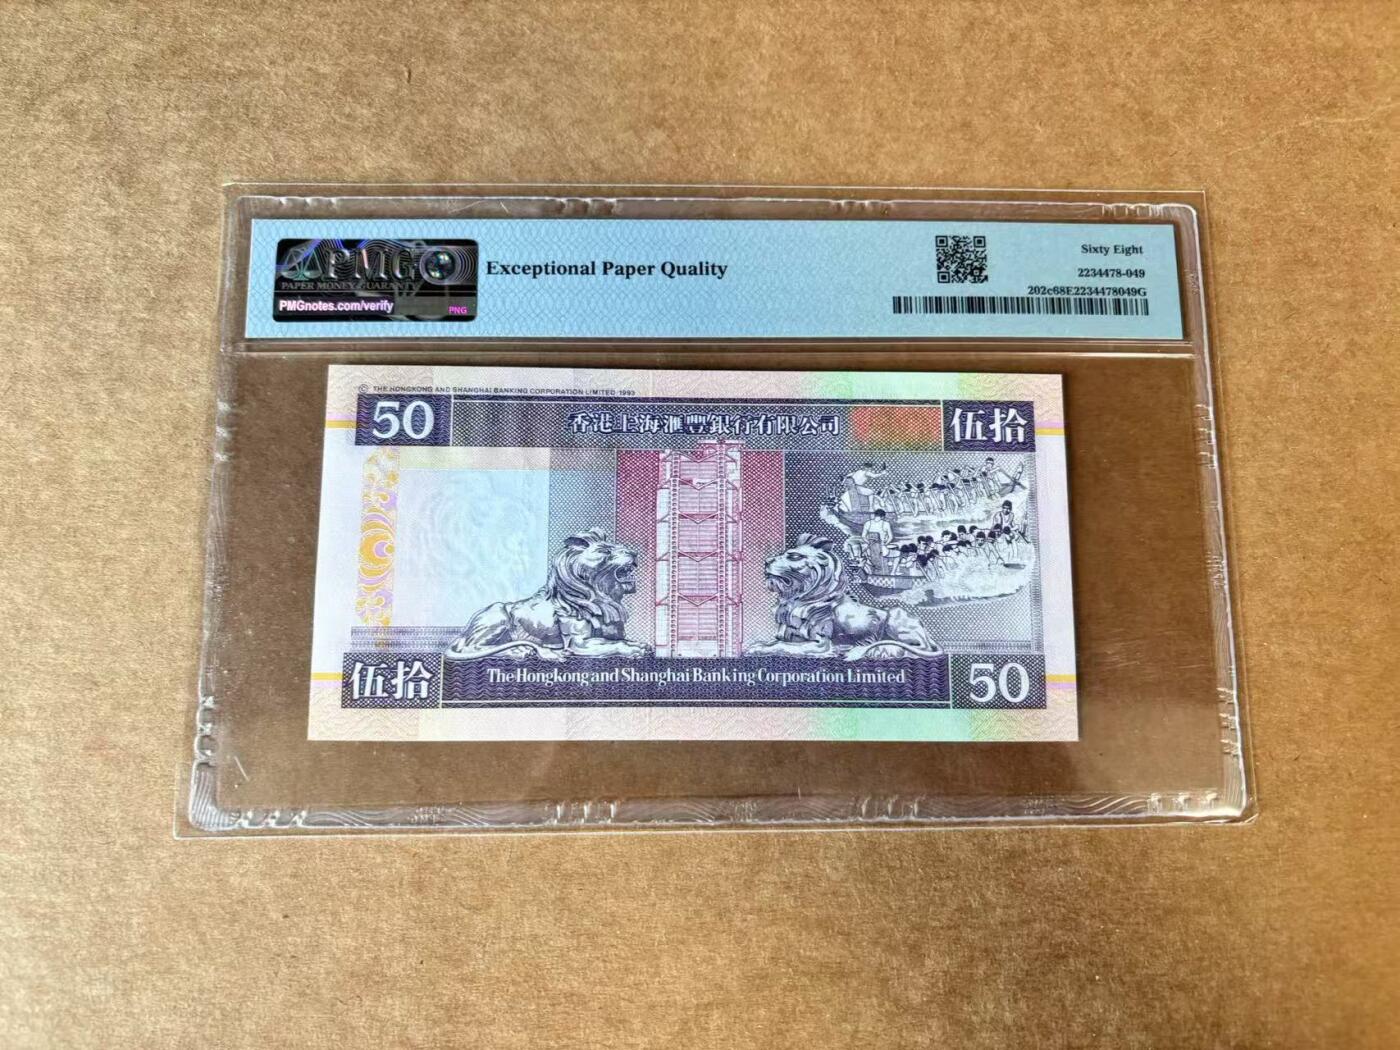 PMG
PAPER MONEY GUARANTY
PMGnotes.com/verify
PNG
Exceptional Paper Quality
Sixty Eight
2234478-049
202c68E2234478049G
© THE HONGKONG AND SHANGHAI BANKING CORPORATION LIMITED 1993
50
香港上海滙豐銀行有限公司
伍拾
伍拾
The Hongkong and Shanghai Banking Corporation Limited
50